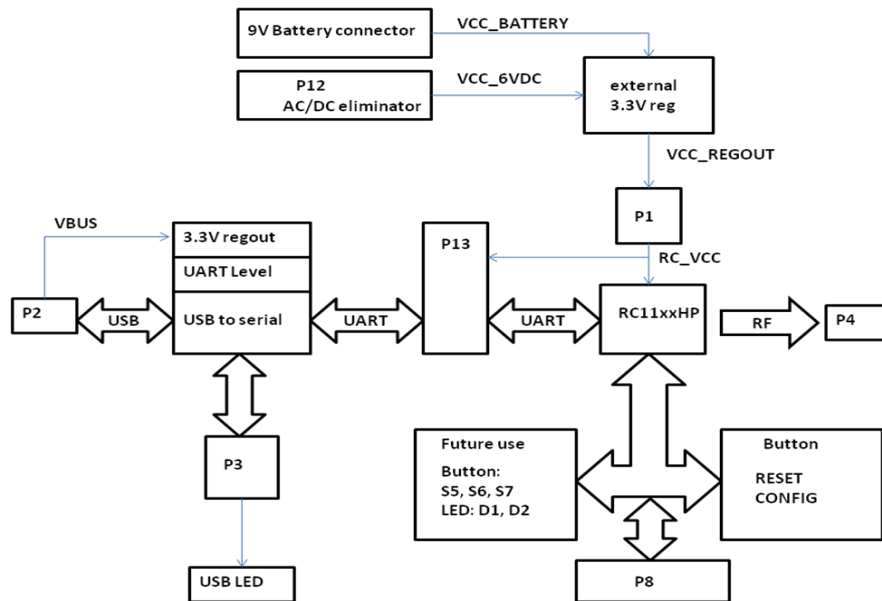 9V Battery connector
VCC_BATTERY
P12
AC/DC eliminator
VCC_6VDC
external
3.3V reg
VCC_REGOUT
P1
RC_VCC
VBUS
3.3V regout
UART Level
USB to serial
P2
USB
UART
P13
UART
RC11xxHP
RF
P4
P3
USB LED
Future use
Button:
S5, S6, S7
LED: D1, D2
Button
RESET
CONFIG
P8